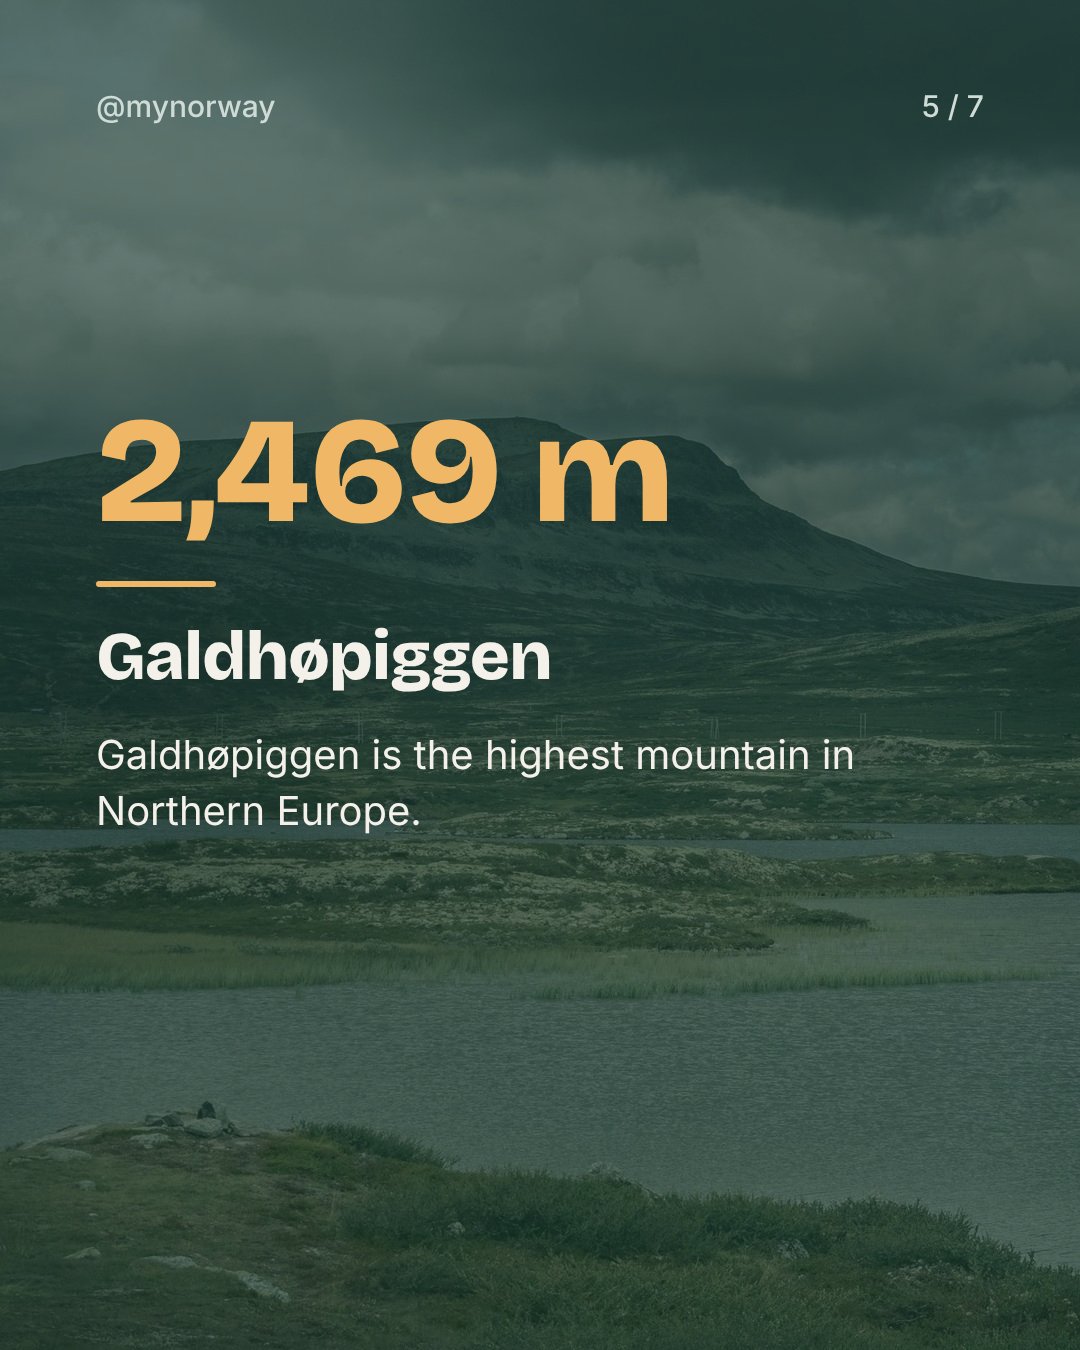 @mynorway
5 / 7
2,469 m
Galdhøpiggen
Galdhøpiggen is the highest mountain in
Northern Europe.